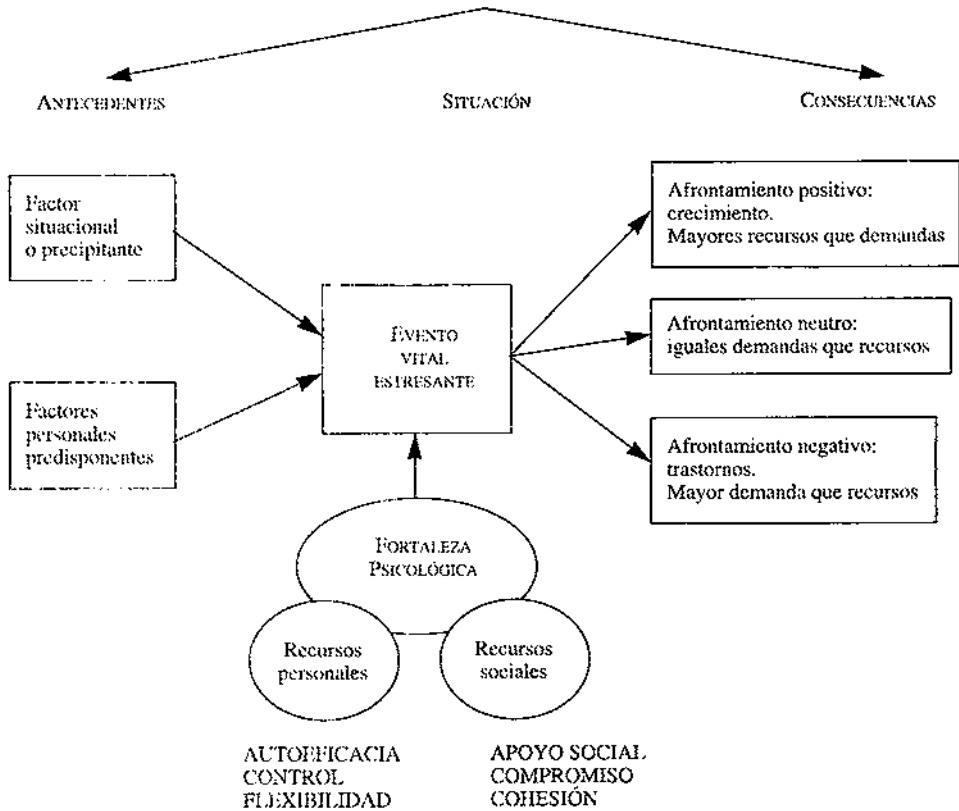 ANTECEDENTES
SITUACIÓN
CONSECUENCIAS
Factor
situacional
o precipitante
Factores
personales
predisponentes
EVENTO
VITAL
ESTRESANTE
Afrontamiento positivo:
crecimiento.
Mayores recursos que demandas
Afrontamiento neutro:
iguales demandas que recursos
Afrontamiento negativo:
trastornos.
Mayor demanda que recursos
FORTALEZA
PSICOLÓGICA
Recursos
personales
Recursos
sociales
AUTOEFICACIA
CONTROL
FLEXIBILIDAD
APOYO SOCIAL
COMPROMISO
COHESIÓN